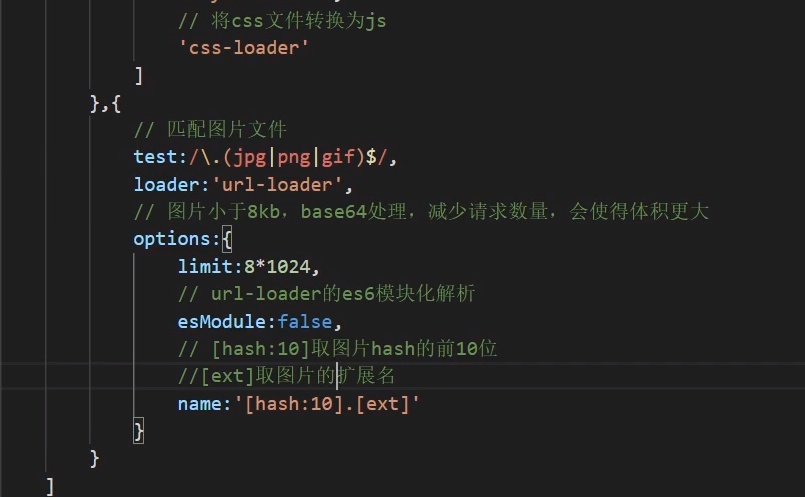 // 将css文件转换为js
'css-loader'
]
},{
// 匹配图片文件
test:/\.(jpg|png|gif)$/,
loader:'url-loader',
// 图片小于8kb，base64处理，减少请求数量，会使得体积更大
options:{
limit:8*1024,
// url-loader的es6模块化解析
esModule:false,
// [hash:10]取图片hash的前10位
//[ext]取图片的扩展名
name:'[hash:10].[ext]'
}
}
]